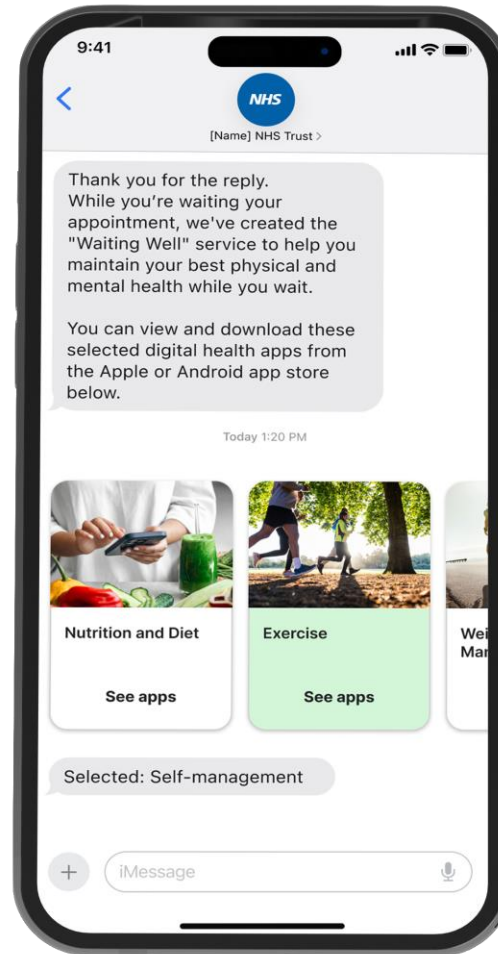 9:41
NHS
[Name] NHS Trust >
Thank you for the reply.
While you're waiting your
appointment, we've created the
"Waiting Well" service to help you
maintain your best physical and
mental health while you wait.
You can view and download these
selected digital health apps from
the Apple or Android app store
below.
Today 1:20 PM
Nutrition and Diet
See apps
Exercise
See apps
Wei
Mar
Selected: Self-management
iMessage